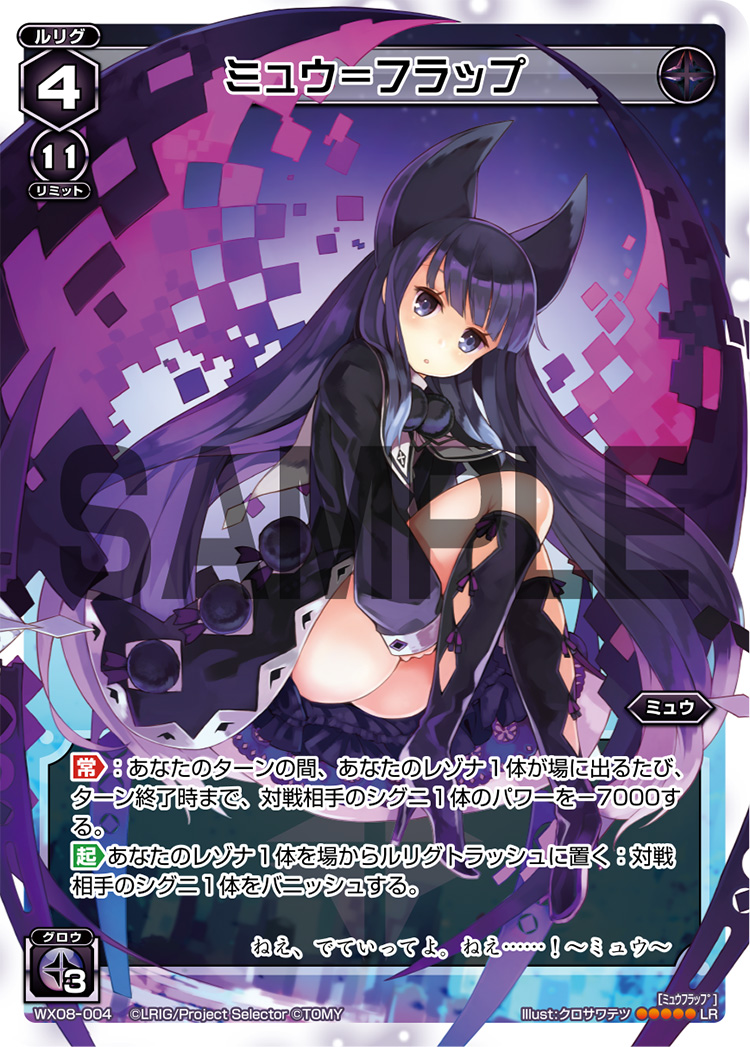 ルリグ
4
ミュウ=フラップ
11
リミット
SAMPLE
ミュウ
常:あなたのターンの間、あなたのレゾナ1体が場に出るたび、
ターン終了時まで、対戦相手のシグニ1体のパワーを-7000す
る。
起あなたのレゾナ1体を場からルリグトラッシュに置く:対戦
相手のシグニ1体をバニッシュする。
ねえ、でていってよ。ねえ……!~ミュウ~
グロウ
3
[ミュウフラップ]
WX08-004 ©LRIG/Project Selector ©TOMY Illust:クロサワテツ LR